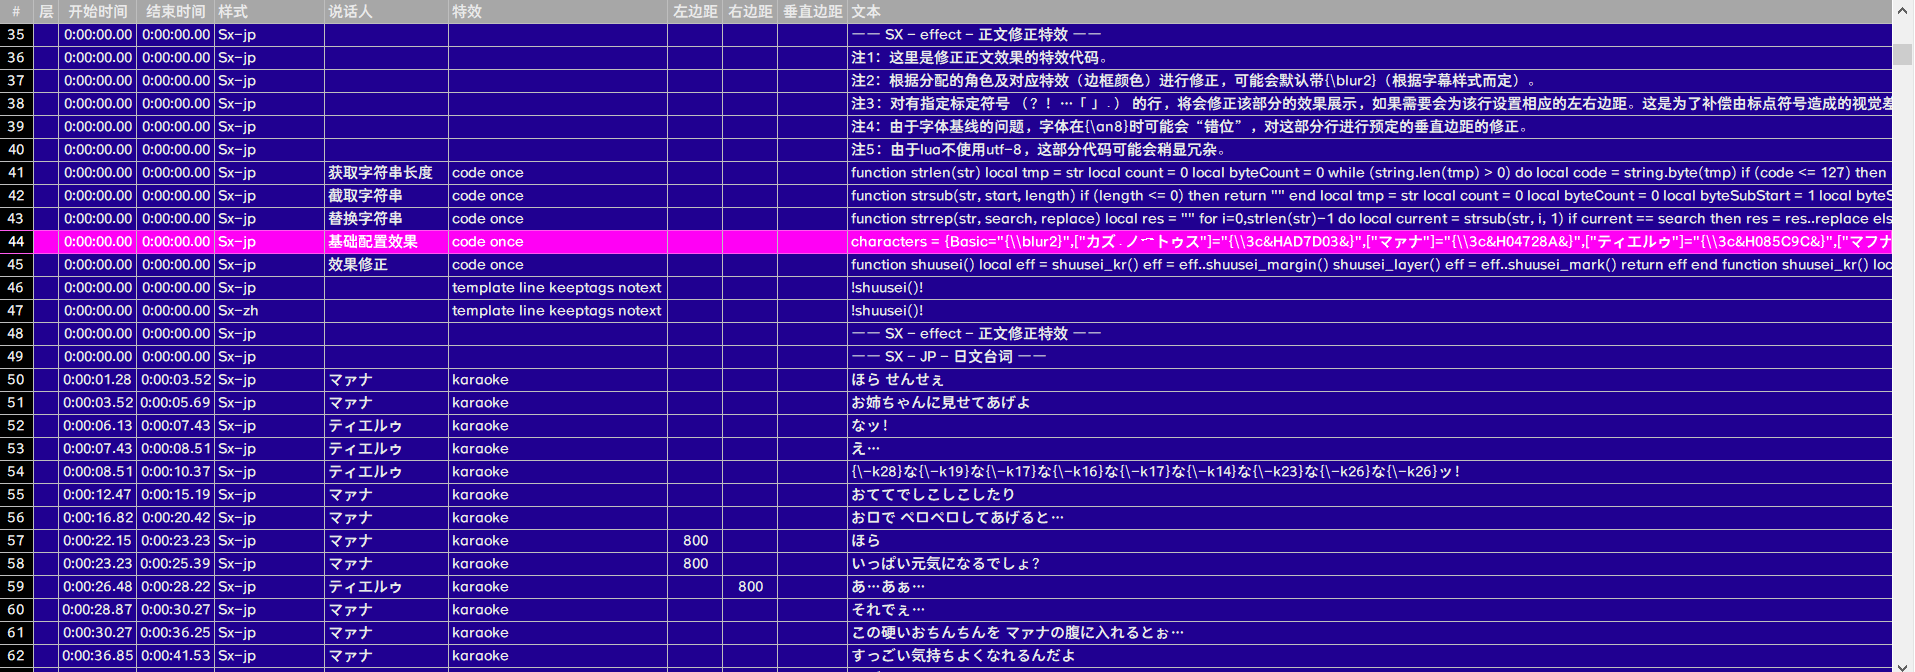 # 层 开始时间 结束时间 样式 说话人 特效 左边距 右边距 垂直边距 文本
35 0:00:00.00 0:00:00.00 Sx-jp —— SX - effect - 正文修正特效 ——
36 0:00:00.00 0:00:00.00 Sx-jp 注1：这里是修正正文效果的特效代码。
37 0:00:00.00 0:00:00.00 Sx-jp 注2：根据分配的角色及对应特效（边框颜色）进行修正，可能会默认带{\blur2}（根据字幕样式而定）。
38 0:00:00.00 0:00:00.00 Sx-jp 注3：对有指定标定符号 （？！…「 」.） 的行，将会修正该部分的效果展示，如果需要会为该行设置相应的左右边距。这是为了补偿由标点符号造成的视觉差
39 0:00:00.00 0:00:00.00 Sx-jp 注4：由于字体基线的问题，字体在{\an8}时可能会“错位”，对这部分行进行预定的垂直边距的修正。
40 0:00:00.00 0:00:00.00 Sx-jp 注5：由于lua不使用utf-8，这部分代码可能会稍显冗杂。
41 0:00:00.00 0:00:00.00 Sx-jp 获取字符串长度 code once function strlen(str) local tmp = str local count = 0 local byteCount = 0 while (string.len(tmp) > 0) do local code = string.byte(tmp) if (code <= 127) then
42 0:00:00.00 0:00:00.00 Sx-jp 截取字符串 code once function strsub(str, start, length) if (length <= 0) then return "" end local tmp = str local count = 0 local byteCount = 0 local byteSubStart = 1 local byteS
43 0:00:00.00 0:00:00.00 Sx-jp 替换字符串 code once function strrep(str, search, replace) local res = "" for i=0,strlen(str)-1 do local current = strsub(str, i, 1) if current == search then res = res..replace els
44 0:00:00.00 0:00:00.00 Sx-jp 基础配置效果 code once characters = {Basic="{\\blur2}",["カズ.ノートゥス"]="{\\3c&HAD7D03&}",["マァナ"]="{\\3c&H04728A&}",["ティエルゥ"]="{\\3c&H085C9C&}",["マフナ
45 0:00:00.00 0:00:00.00 Sx-jp 效果修正 code once function shuusei() local eff = shuusei_kr() eff = eff..shuusei_margin() shuusei_layer() eff = eff..shuusei_mark() return eff end function shuusei_kr() loc
46 0:00:00.00 0:00:00.00 Sx-jp template line keeptags notext !shuusei()!
47 0:00:00.00 0:00:00.00 Sx-zh template line keeptags notext !shuusei()!
48 0:00:00.00 0:00:00.00 Sx-jp —— SX - effect - 正文修正特效 ——
49 0:00:00.00 0:00:00.00 Sx-jp —— SX - JP - 日文台词 ——
50 0:00:01.28 0:00:03.52 Sx-jp マァナ karaoke ほら せんせぇ
51 0:00:03.52 0:00:05.69 Sx-jp マァナ karaoke お姉ちゃんに見せてあげよ
52 0:00:06.13 0:00:07.43 Sx-jp ティエルゥ karaoke なッ！
53 0:00:07.43 0:00:08.51 Sx-jp ティエルゥ karaoke え…
54 0:00:08.51 0:00:10.37 Sx-jp ティエルゥ karaoke {\-k28}な{\-k19}な{\-k17}な{\-k16}な{\-k17}な{\-k14}な{\-k23}な{\-k26}な{\-k26}ッ！
55 0:00:12.47 0:00:15.19 Sx-jp マァナ karaoke おててでしこしこしたり
56 0:00:16.82 0:00:20.42 Sx-jp マァナ karaoke お口で ペロペロしてあげると…
57 0:00:22.15 0:00:23.23 Sx-jp マァナ karaoke 800 ほら
58 0:00:23.23 0:00:25.39 Sx-jp マァナ karaoke 800 いっぱい元気になるでしょ？
59 0:00:26.48 0:00:28.22 Sx-jp ティエルゥ karaoke 800 あ…あぁ…
60 0:00:28.87 0:00:30.27 Sx-jp マァナ karaoke それでぇ…
61 0:00:30.27 0:00:36.25 Sx-jp マァナ karaoke この硬いおちんちんを マァナの腹に入れるとぉ…
62 0:00:36.85 0:00:41.53 Sx-jp マァナ karaoke すっごい気持ちよくなれるんだよ